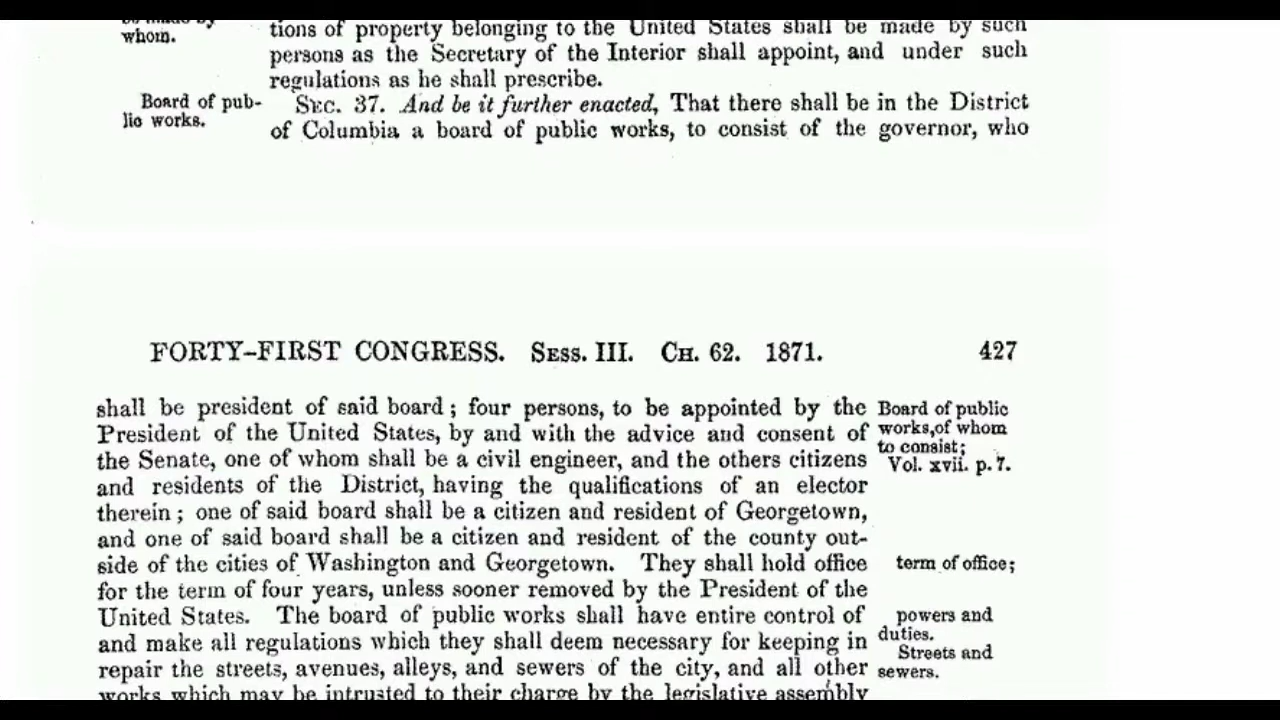 be made by
whom.
tions of property belonging to the United States shall be made by such
persons as the Secretary of the Interior shall appoint, and under such
regulations as he shall prescribe.
Board of pub-
lic works.
SEC. 37. And be it further enacted, That there shall be in the District
of Columbia a board of public works, to consist of the governor, who
FORTY-FIRST CONGRESS. SESS. III. CH. 62. 1871. 427
shall be president of said board; four persons, to be appointed by the
President of the United States, by and with the advice and consent of
the Senate, one of whom shall be a civil engineer, and the others citizens
and residents of the District, having the qualifications of an elector
therein; one of said board shall be a citizen and resident of Georgetown,
and one of said board shall be a citizen and resident of the county out-
side of the cities of Washington and Georgetown. They shall hold office
for the term of four years, unless sooner removed by the President of the
United States. The board of public works shall have entire control of
and make all regulations which they shall deem necessary for keeping in
repair the streets, avenues, alleys, and sewers of the city, and all other
works which may be intrusted to their charge by the legislative assembly
Board of public
works, of whom
to consist;
Vol. xvii. p. 7.
term of office;
powers and
duties.
Streets and
sewers.